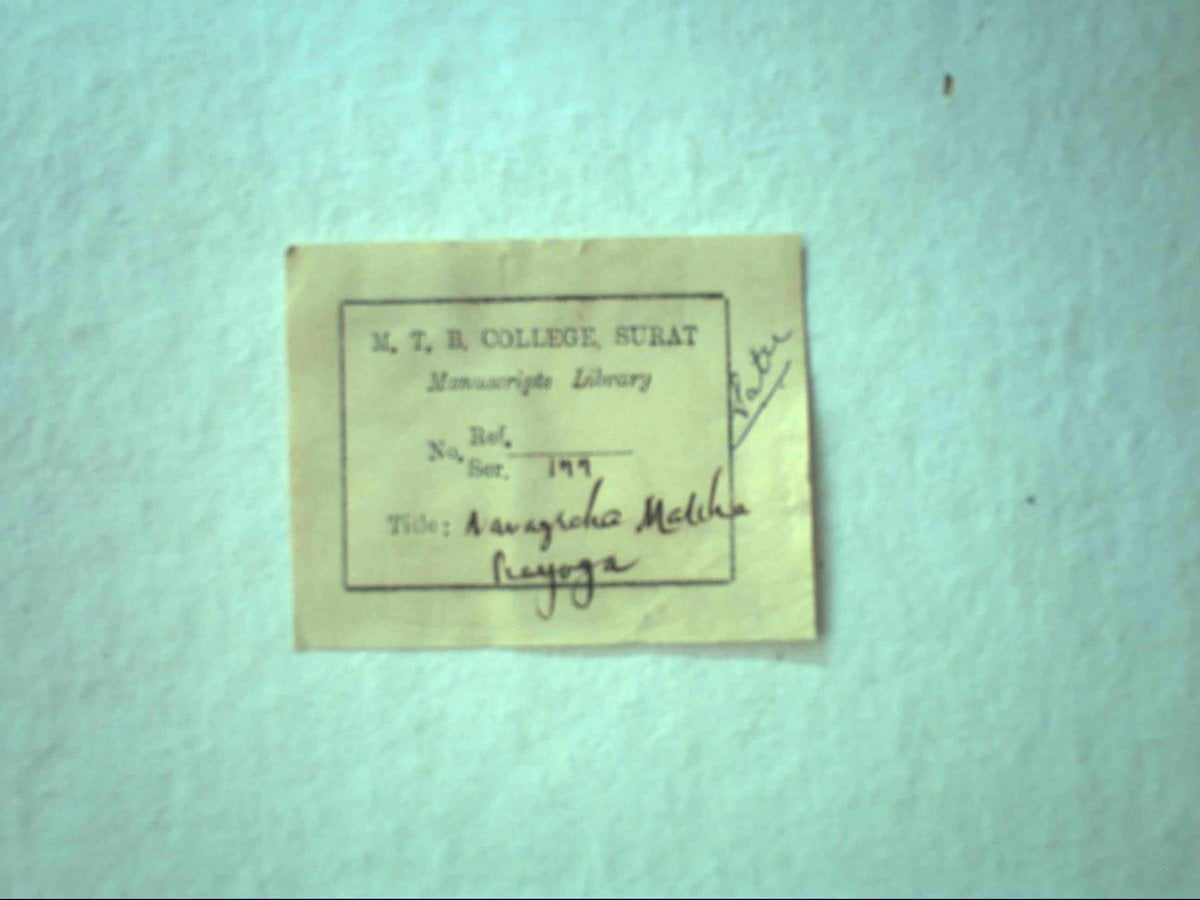 M. T. B. COLLEGE, SURAT
Manuscripts Library
No. Ref.
Ser. 199
Title: Navagraha Makha
Prayoga